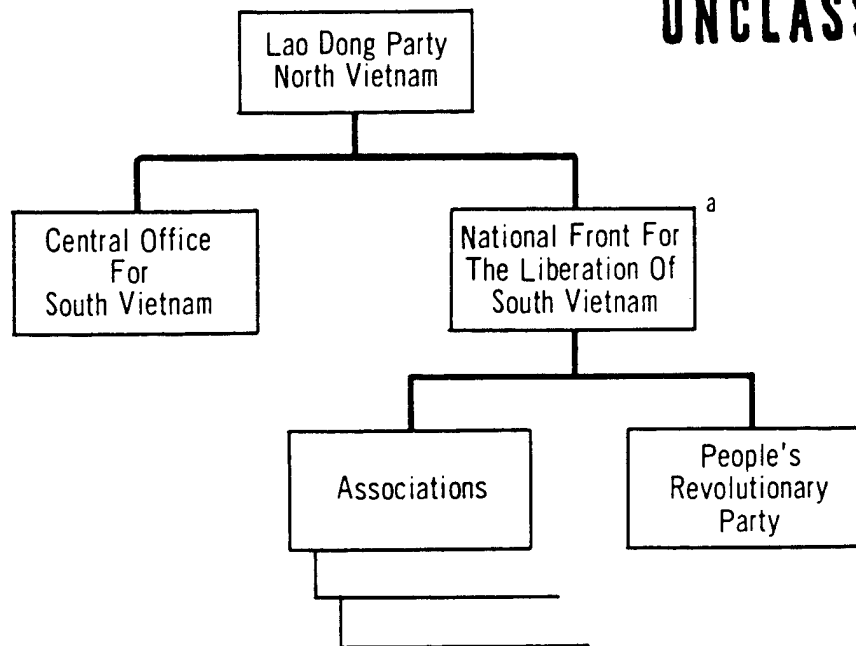 UNCLASS
Lao Dong Party
North Vietnam
Central Office
For
South Vietnam
a
National Front For
The Liberation Of
South Vietnam
Associations
People's
Revolutionary
Party